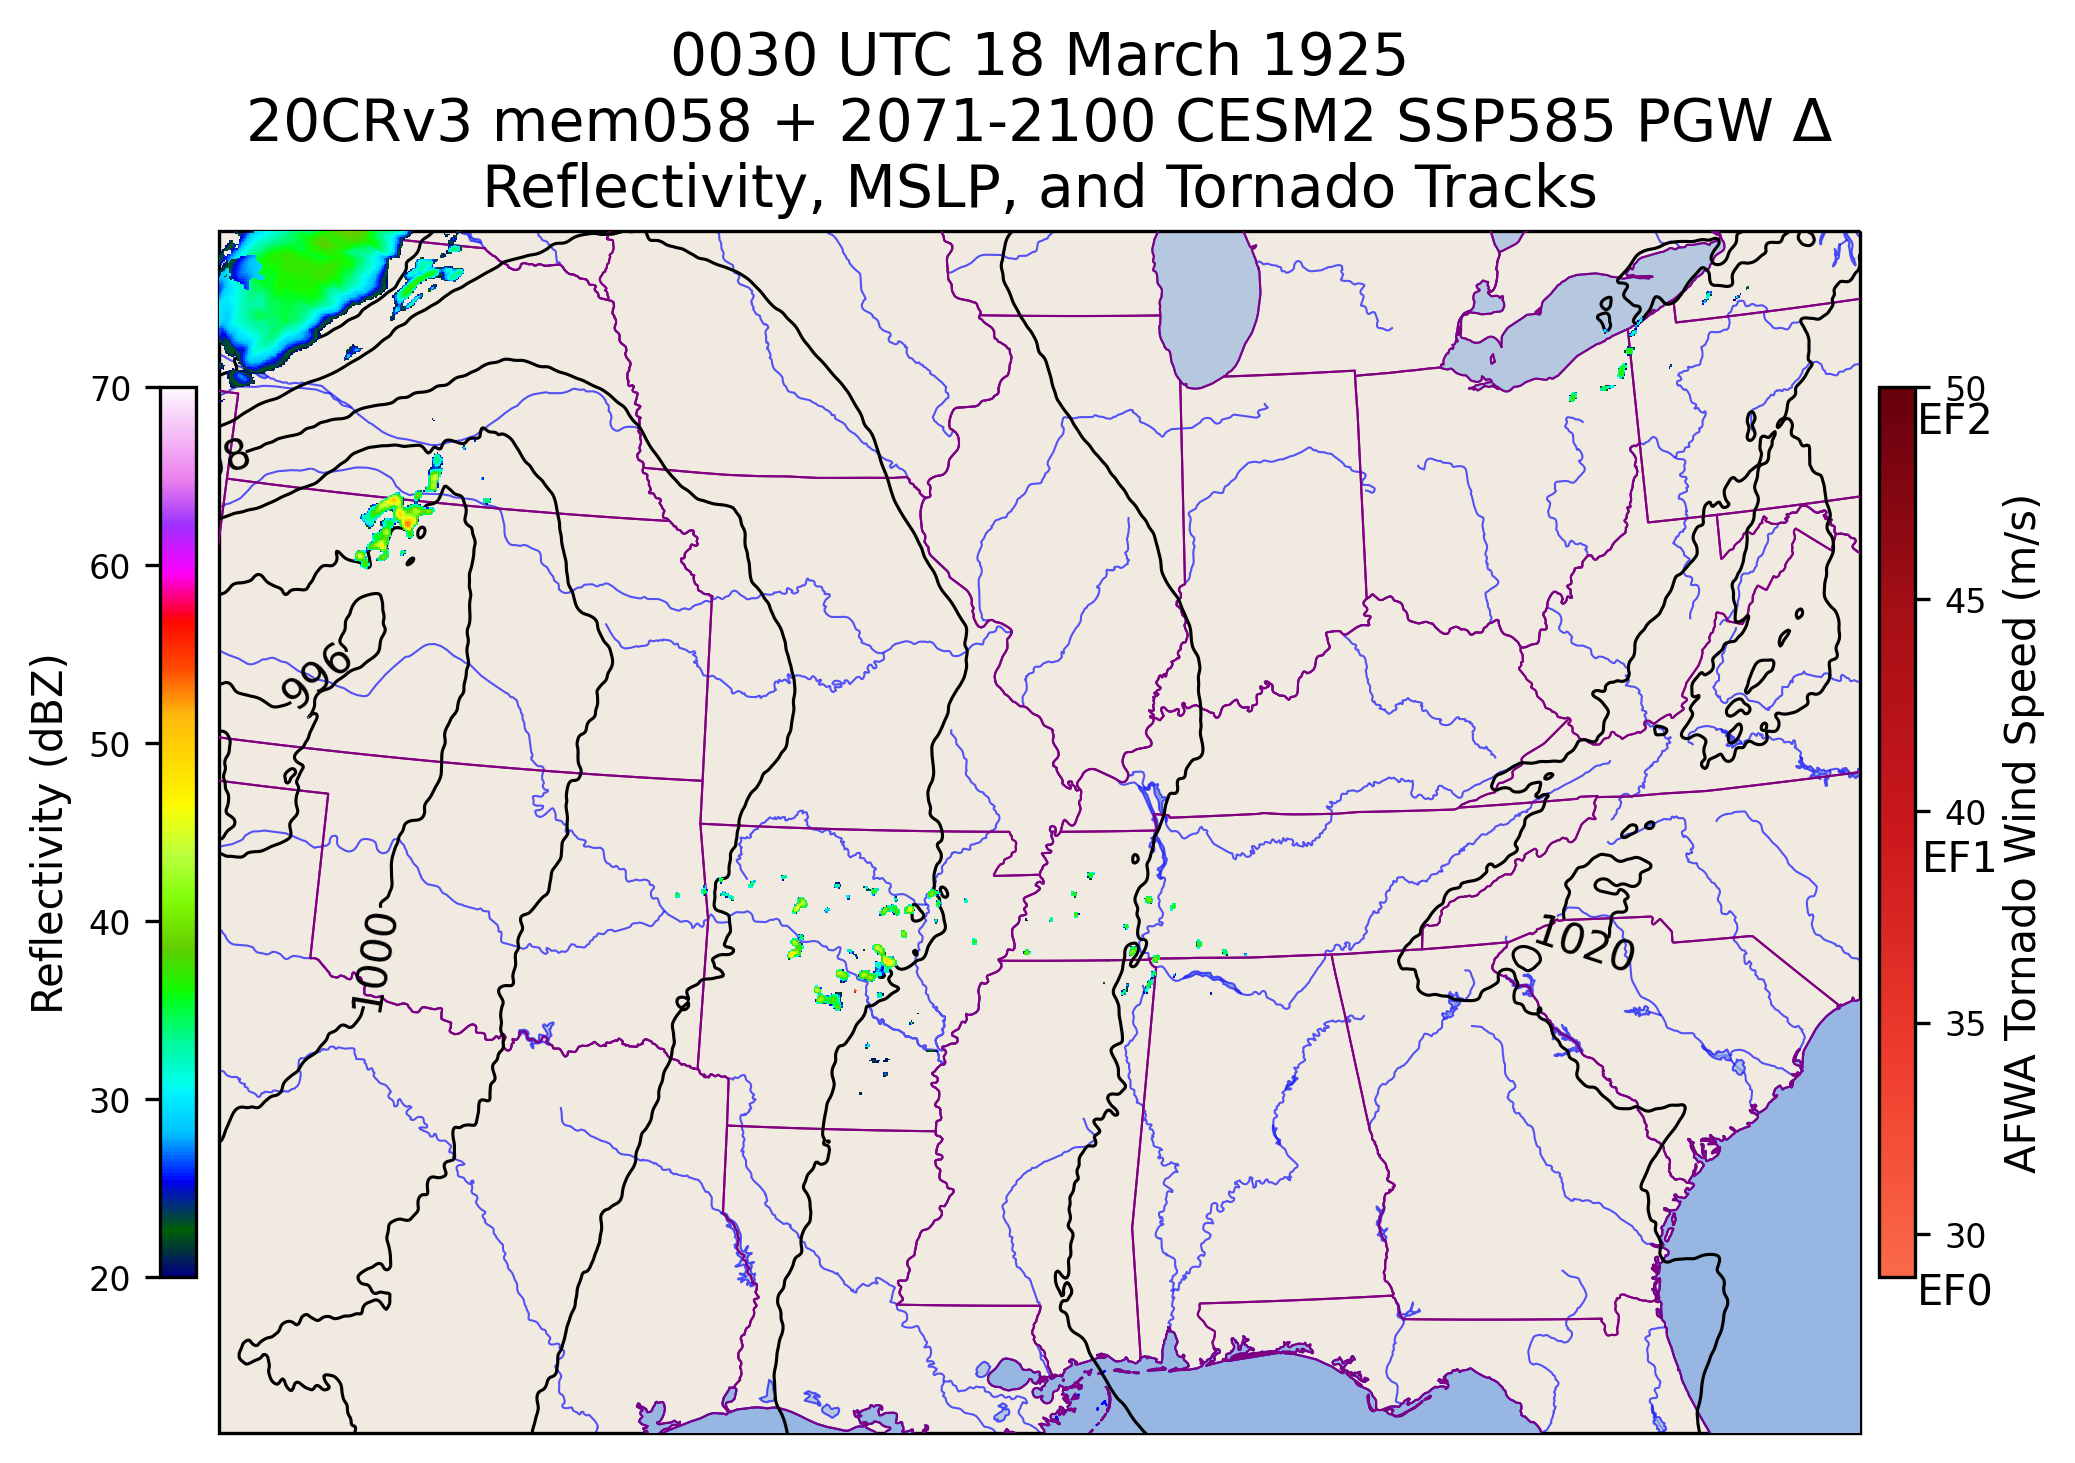 0030 UTC 18 March 1925
20CRv3 mem058 + 2071-2100 CESM2 SSP585 PGW Δ
Reflectivity, MSLP, and Tornado Tracks
70
60
50
40
30
20
Reflectivity (dBZ)
8
996
1000
1020
50
EF2
45
40
EF1
35
30
EF0
AFWA Tornado Wind Speed (m/s)